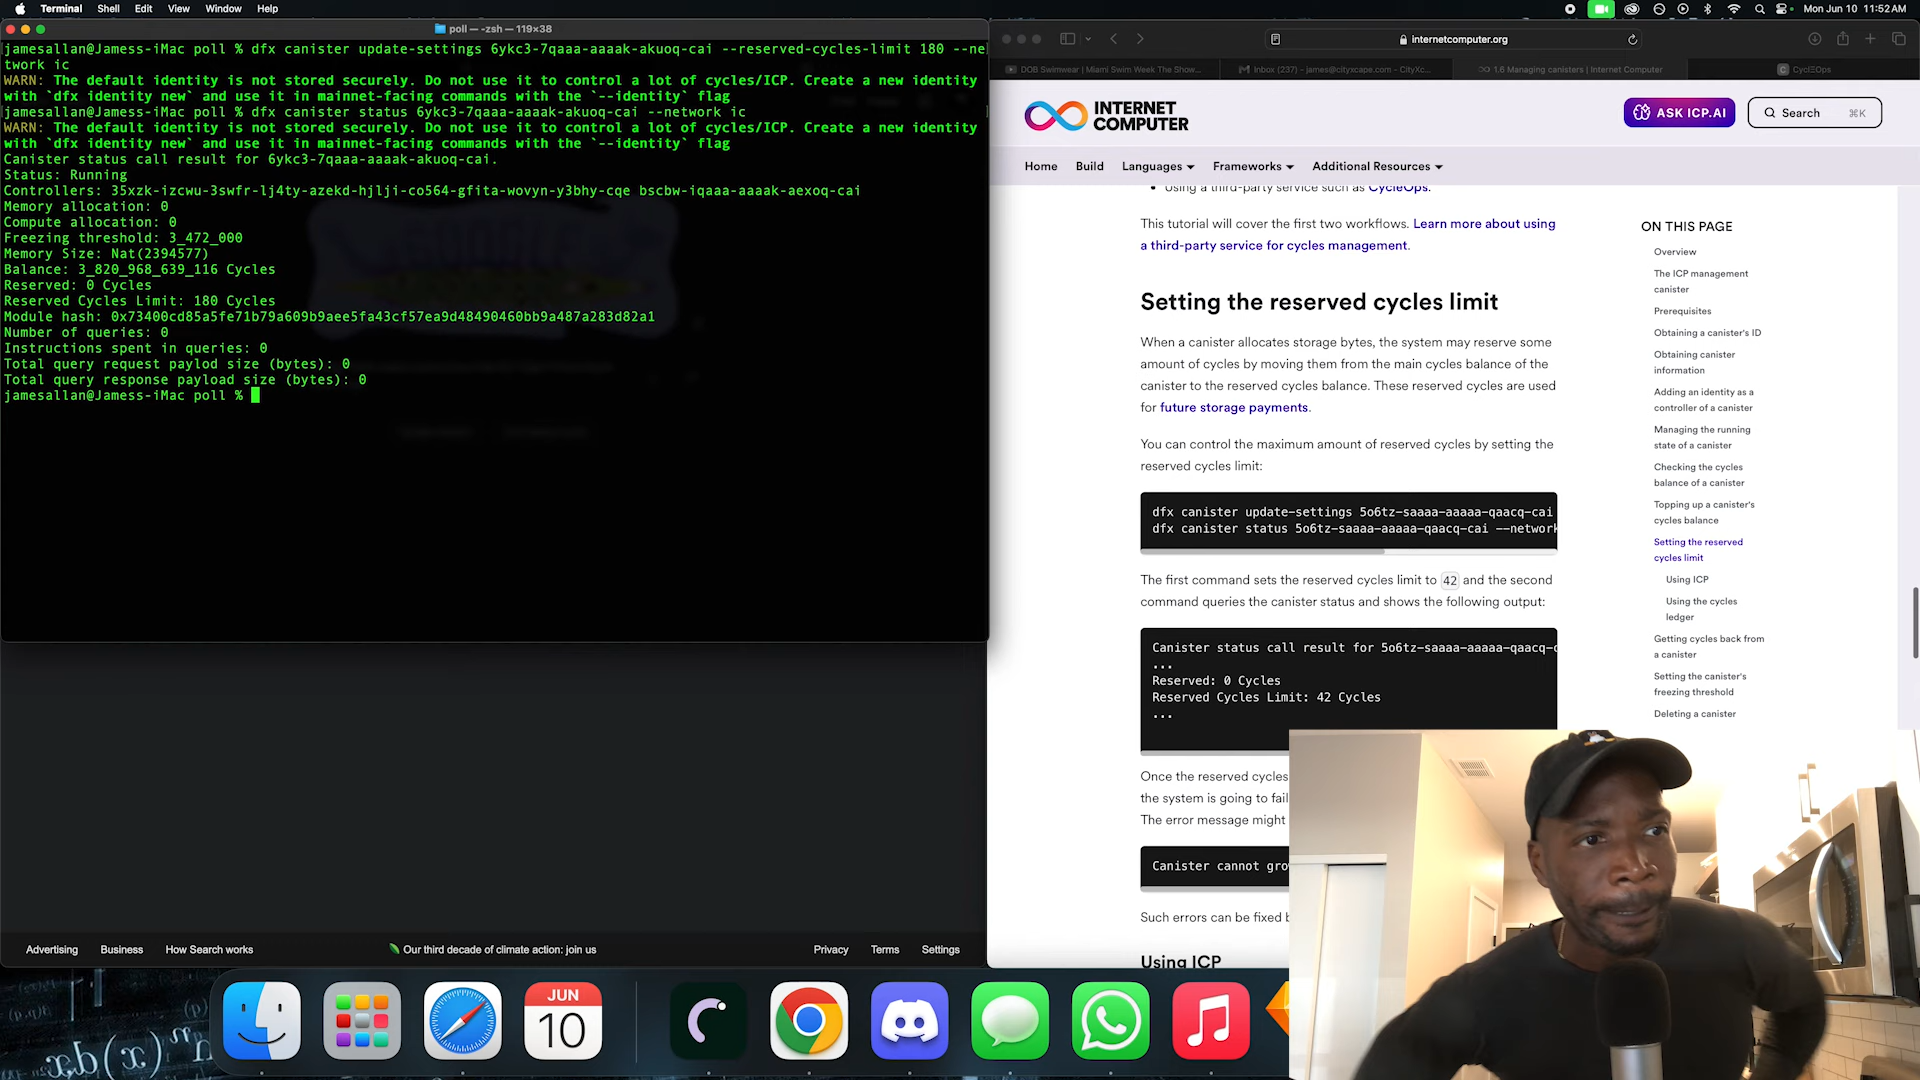 Terminal Shell Edit View Window Help
Mon Jun 10 11:52 AM
poll — -zsh — 119×38
jamesallan@Jamess-iMac poll % dfx canister update-settings 6ykc3-7qaaa-aaaak-akuoq-cai --reserved-cycles-limit 180 --ne
twork ic
WARN: The default identity is not stored securely. Do not use it to control a lot of cycles/ICP. Create a new identity
with `dfx identity new` and use it in mainnet-facing commands with the `--identity` flag
jamesallan@Jamess-iMac poll % dfx canister status 6ykc3-7qaaa-aaaak-akuoq-cai --network ic
WARN: The default identity is not stored securely. Do not use it to control a lot of cycles/ICP. Create a new identity
with `dfx identity new` and use it in mainnet-facing commands with the `--identity` flag
Canister status call result for 6ykc3-7qaaa-aaaak-akuoq-cai.
Status: Running
Controllers: 35xzk-izcwu-3swfr-lj4ty-azekd-hjlji-co564-gfita-wovyn-y3bhy-cqe bscbw-iqaaa-aaaak-aexoq-cai
Memory allocation: 0
Compute allocation: 0
Freezing threshold: 3_472_000
Memory Size: Nat(2394577)
Balance: 3_820_968_639_116 Cycles
Reserved: 0 Cycles
Reserved Cycles Limit: 180 Cycles
Module hash: 0x73400cd85a5fe71b79a609b9aee5fa43cf57ea9d48490460bb9a487a283d82a1
Number of queries: 0
Instructions spent in queries: 0
Total query request paylod size (bytes): 0
Total query response payload size (bytes): 0
jamesallan@Jamess-iMac poll %
Advertising Business How Search works Our third decade of climate action: join us Privacy Terms Settings
internetcomputer.org
DOB Swimwear | Miami Swim Week The Show... Inbox (237) - james@cityxcape.com - CityXc... 1.6 Managing canisters | Internet Computer CyclEOps
INTERNET
COMPUTER
ASK ICP.AI Search ⌘K
Home Build Languages Frameworks Additional Resources
Using a third-party service such as CycleOps.
This tutorial will cover the first two workflows. Learn more about using
a third-party service for cycles management.
Setting the reserved cycles limit
When a canister allocates storage bytes, the system may reserve some
amount of cycles by moving them from the main cycles balance of the
canister to the reserved cycles balance. These reserved cycles are used
for future storage payments.
You can control the maximum amount of reserved cycles by setting the
reserved cycles limit:
dfx canister update-settings 5o6tz-saaaa-aaaaa-qaacq-cai
dfx canister status 5o6tz-saaaa-aaaaa-qaacq-cai --network
The first command sets the reserved cycles limit to 42 and the second
command queries the canister status and shows the following output:
Canister status call result for 5o6tz-saaaa-aaaaa-qaacq-c
...
Reserved: 0 Cycles
Reserved Cycles Limit: 42 Cycles
...
Once the reserved cycles
the system is going to fail
The error message might
Canister cannot gro
Such errors can be fixed b
Using ICP
ON THIS PAGE
Overview
The ICP management
canister
Prerequisites
Obtaining a canister's ID
Obtaining canister
information
Adding an identity as a
controller of a canister
Managing the running
state of a canister
Checking the cycles
balance of a canister
Topping up a canister's
cycles balance
Setting the reserved
cycles limit
Using ICP
Using the cycles
ledger
Getting cycles back from
a canister
Setting the canister's
freezing threshold
Deleting a canister
JUN
10